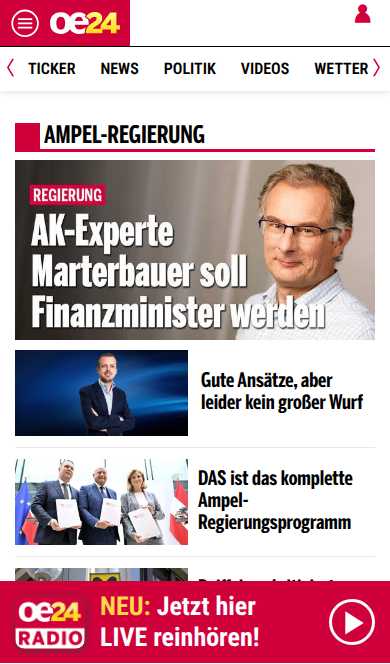 oe24
TICKER NEWS POLITIK VIDEOS WETTER
AMPEL-REGIERUNG
REGIERUNG
AK-Experte
Marterbauer soll
Finanzminister werden
Gute Ansätze, aber
leider kein großer Wurf
DAS ist das komplette
Ampel-
Regierungsprogramm
oe24
RADIO
NEU: Jetzt hier
LIVE reinhören!